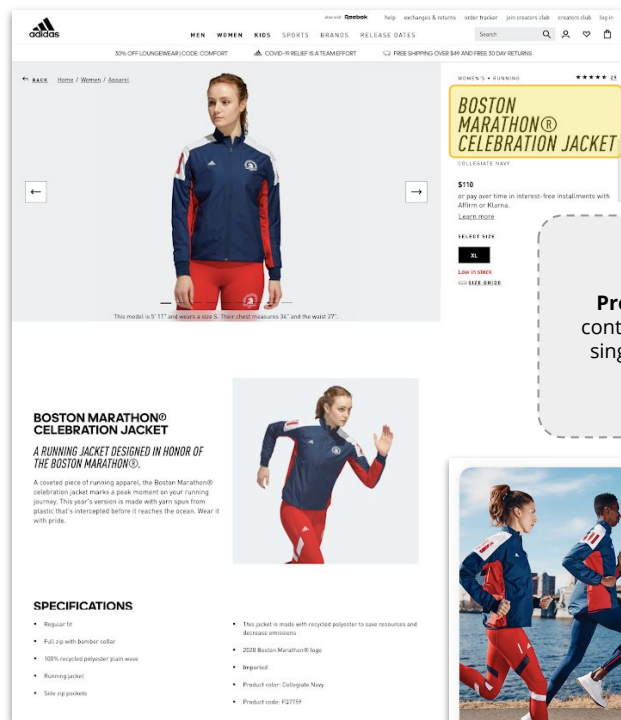 also visit Reebok help exchanges & returns order tracker join creators club creators club log in
adidas
MEN WOMEN KIDS SPORTS BRANDS RELEASE DATES
Search
30% OFF LOUNGEWEAR | CODE: COMFORT
COVID-19 RELIEF IS A TEAM EFFORT
FREE SHIPPING OVER $49 AND FREE 30 DAY RETURNS
BACK Home / Women / Apparel
This model is 5' 11" and wears a size S. Their chest measures 34" and the waist 27".
WOMEN'S • RUNNING
BOSTON
MARATHON®
CELEBRATION JACKET
COLLEGIATE NAVY
$110
or pay over time in interest-free installments with
Affirm or Klarna.
Learn more
SELECT SIZE
XL
Low in stock
SIZE GUIDE
Pr
cont
sing
BOSTON MARATHON®
CELEBRATION JACKET
A RUNNING JACKET DESIGNED IN HONOR OF
THE BOSTON MARATHON®.
A coveted piece of running apparel, the Boston Marathon®
celebration jacket marks a peak moment on your running
journey. This year's version is made with yarn spun from
plastic that's intercepted before it reaches the ocean. Wear it
with pride.
SPECIFICATIONS
• Regular fit
• Full zip with bomber collar
• 100% recycled polyester plain weave
• Running jacket
• Side zip pockets
• This jacket is made with recycled polyester to save resources and
decrease emissions
• 2020 Boston Marathon® logo
• Imported
• Product color: Collegiate Navy
• Product code: FQ7759